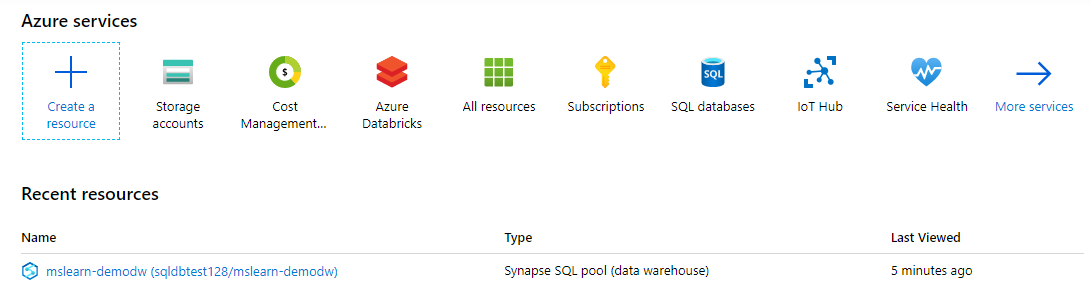 Azure services
Create a resource
Storage accounts
Cost Management...
Azure Databricks
All resources
Subscriptions
SQL
SQL databases
IoT Hub
Service Health
More services
Recent resources
Name Type Last Viewed
mslearn-demodw (sqldbtest128/mslearn-demodw) Synapse SQL pool (data warehouse) 5 minutes ago